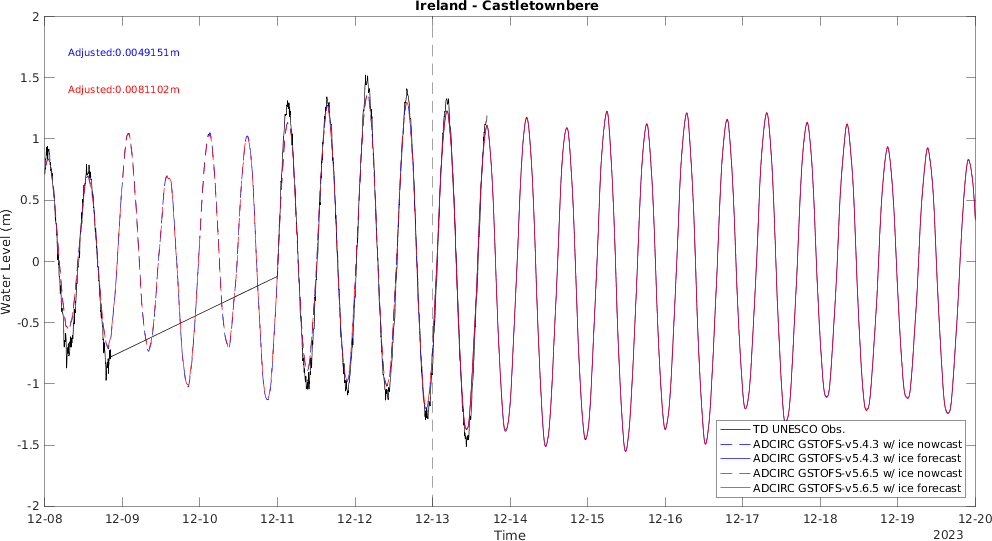 Ireland - Castletownbere
2
1.5
1
0.5
0
-0.5
-1
-1.5
-2
Water Level (m)
Adjusted:0.0049151m
Adjusted:0.0081102m
TD UNESCO Obs.
ADCIRC GSTOFS-v5.4.3 w/ ice nowcast
ADCIRC GSTOFS-v5.4.3 w/ ice forecast
ADCIRC GSTOFS-v5.6.5 w/ ice nowcast
ADCIRC GSTOFS-v5.6.5 w/ ice forecast
12-08 12-09 12-10 12-11 12-12 12-13 12-14 12-15 12-16 12-17 12-18 12-19 12-20
Time
2023